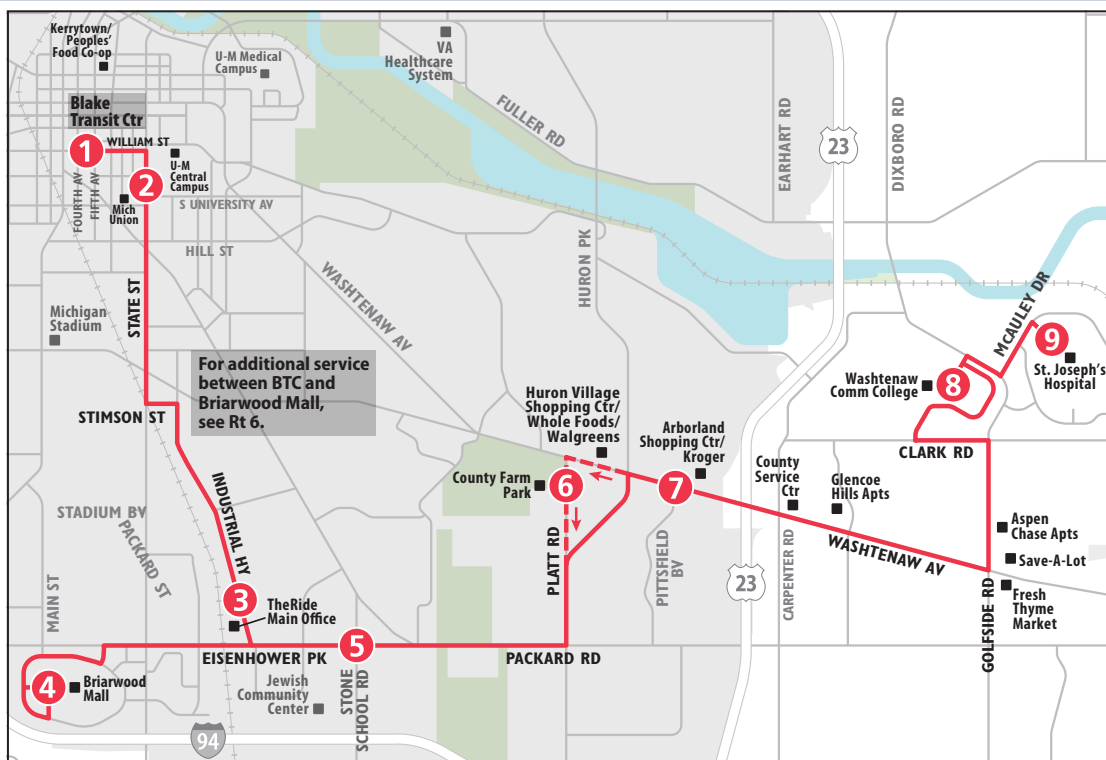 Kerrytown/
Peoples'
Food Co-op
U-M Medical
Campus
VA
Healthcare
System
FULLER RD
EARHART RD
23
DIXBORO RD
Blake
Transit Ctr
1
WILLIAM ST
2
U-M
Central
Campus
FOURTH AV
FIFTH AV
Mich
Union
S UNIVERSITY AV
HILL ST
HURON PK
WASHTENAW AV
STATE ST
Michigan
Stadium
For additional service
between BTC and
Briarwood Mall,
see Rt 6.
STIMSON ST
Huron Village
Shopping Ctr/
Whole Foods/
Walgreens
Arborland
Shopping Ctr/
Kroger
MCAULEY DR
9
St. Joseph's
Hospital
Washtenaw
Comm College
8
CLARK RD
County Farm
Park
6
7
County
Service
Ctr
Glencoe
Hills Apts
STADIUM BV
PACKARD ST
INDUSTRIAL HY
PLATT RD
PITTSFIELD
BV
23
CARPENTER RD
WASHTENAW AV
Aspen
Chase Apts
Save-A-Lot
Fresh
Thyme
Market
GOLFSIDE RD
MAIN ST
3
TheRide
Main Office
5
EISENHOWER PK
PACKARD RD
4
Briarwood
Mall
Jewish
Community
Center
STONE
SCHOOL RD
94